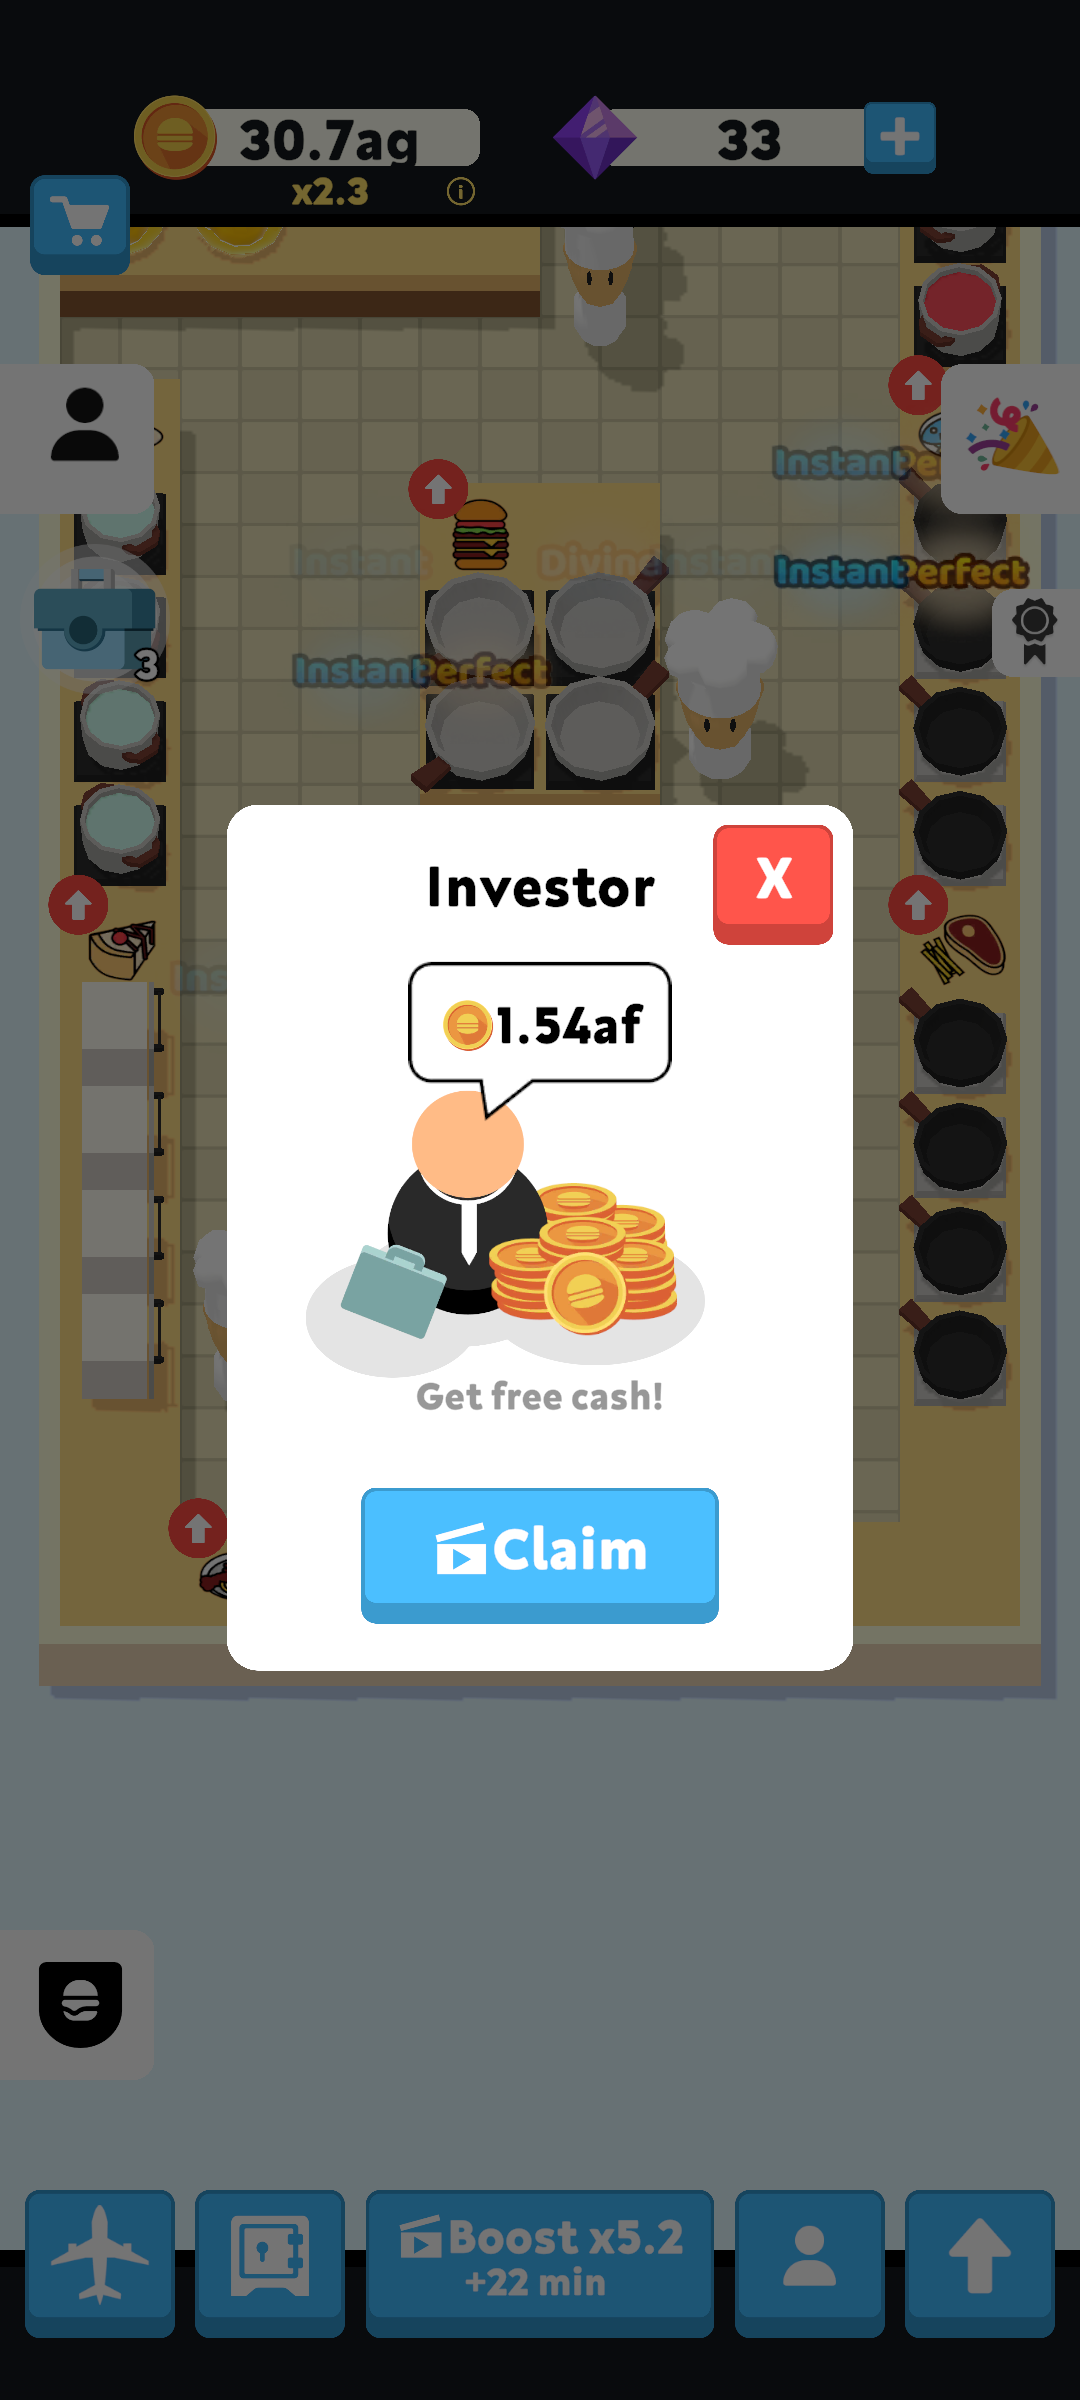 30.7ag
33
x2.3
i
InstantPe
Instant
Divine
Instant
InstantPerfect
InstantPerfect
3
Ins
Investor
X
1.54af
Get free cash!
Claim
Boost x5.2
+22 min